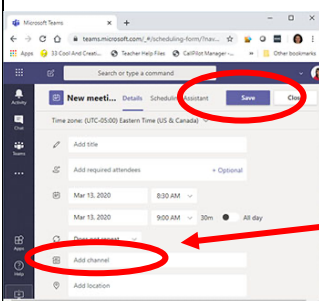 Microsoft Teams
teams.microsoft.com/_#/scheduling-form/?nav...
Apps 33 Cool And Creati... Teacher Help Files CallPilot Manager -... » Other bookmarks
Search or type a command
Activity
Chat
Teams
Apps
Help
New meeti... Details Scheduling Assistant Save Clos
Time zone: (UTC-05:00) Eastern Time (US & Canada)
Add title
Add required attendees + Optional
Mar 13, 2020 8:30 AM
Mar 13, 2020 9:00 AM 30m All day
Does not repeat
Add channel
Add location